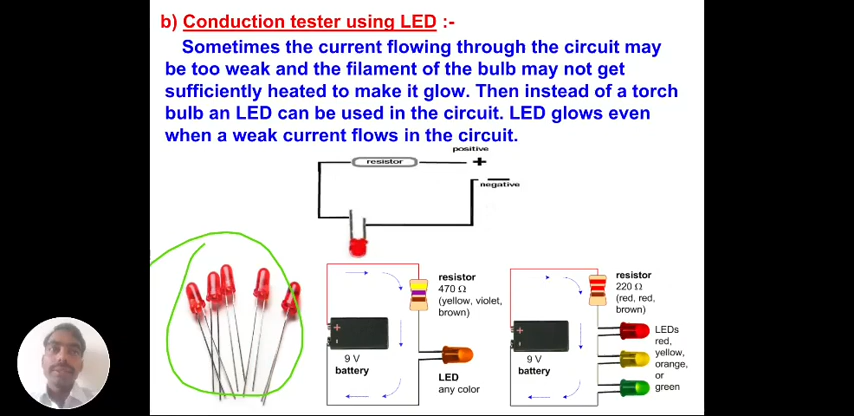 b) Conduction tester using LED :-
Sometimes the current flowing through the circuit may
be too weak and the filament of the bulb may not get
sufficiently heated to make it glow. Then instead of a torch
bulb an LED can be used in the circuit. LED glows even
when a weak current flows in the circuit.
positive
resistor
+
negative
resistor
470 Ω
(yellow, violet,
brown)
+
-
9 V
battery
LED
any color
resistor
220 Ω
(red, red,
brown)
+
-
9 V
battery
LEDs
red,
yellow,
orange,
or
green